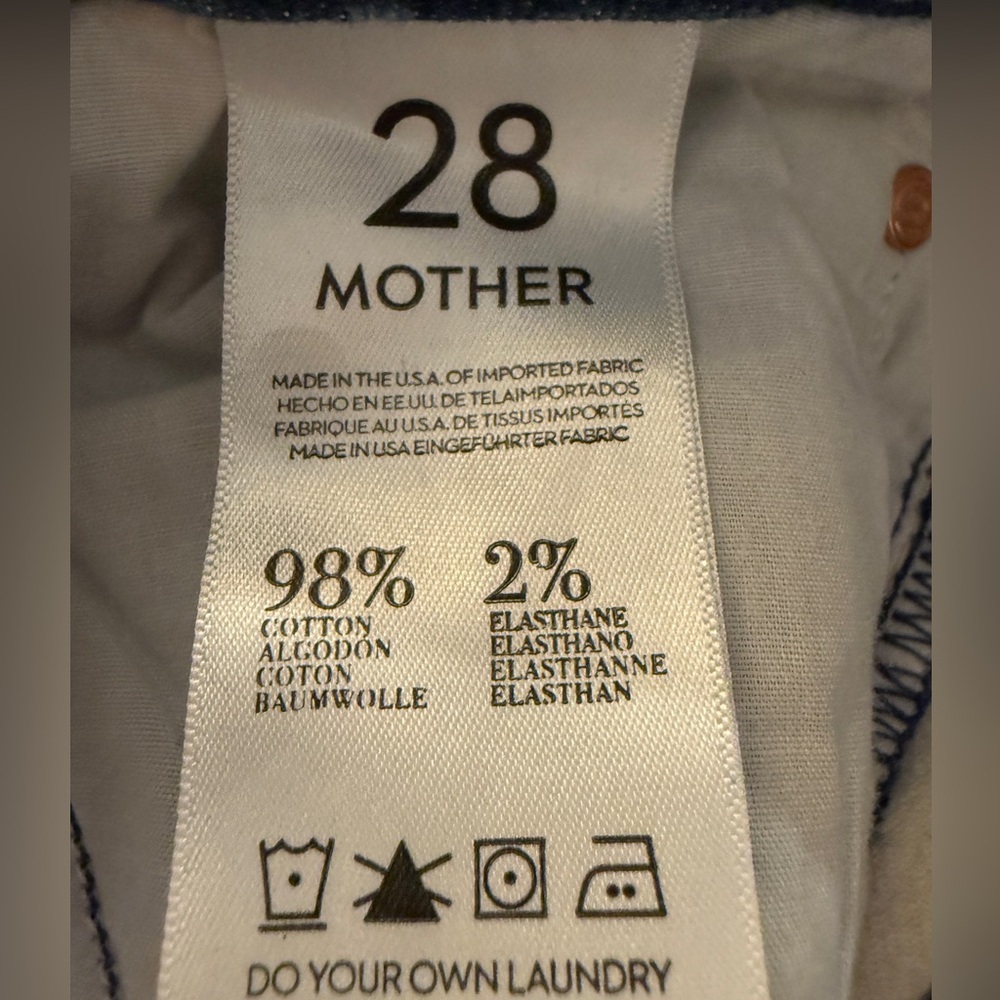 28
MOTHER
MADE IN THE U.S.A. OF IMPORTED FABRIC
HECHO EN EE.UU. DE TELAIMPORTADOS
FABRIQUE AU U.S.A. DE TISSUS IMPORTÉS
MADE IN USA EINGEFÜHRTER FABRIC
98% 2%
COTTON ELASTHANE
ALGODON ELASTHANO
COTON ELASTHANNE
BAUMWOLLE ELASTHAN
DO YOUR OWN LAUNDRY